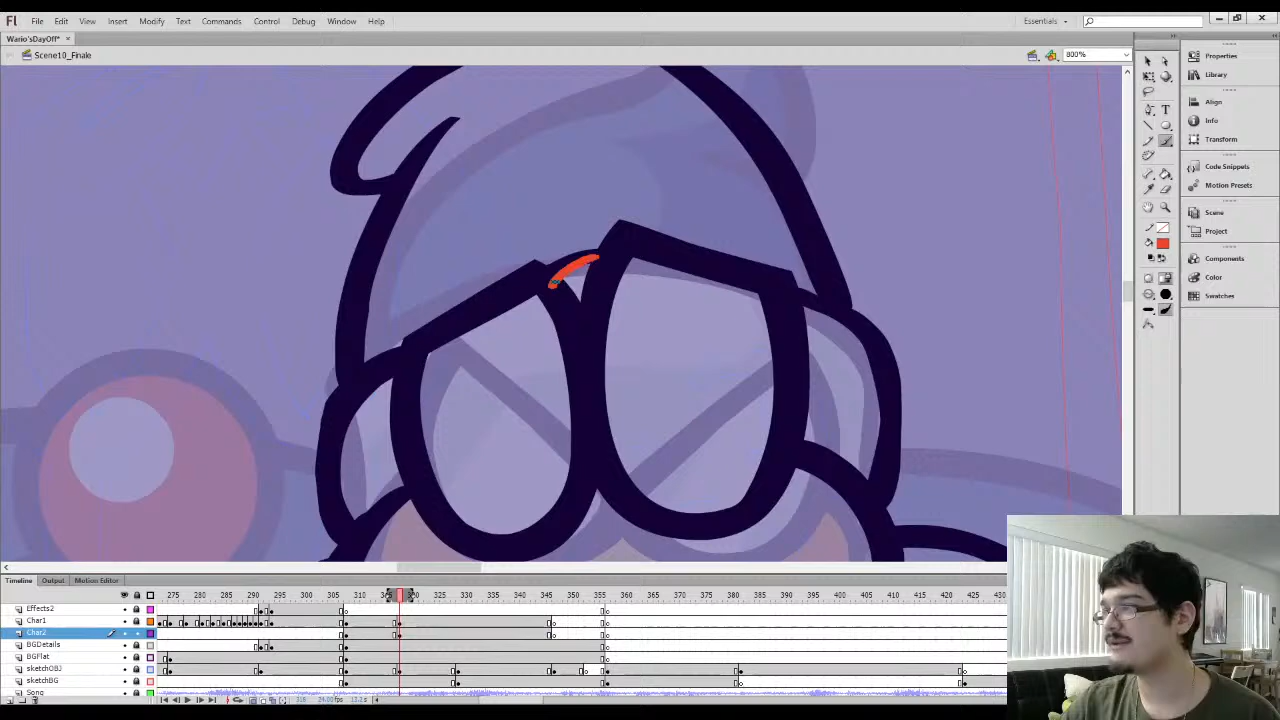 Fl File Edit View Insert Modify Text Commands Control Debug Window Help Essentials
Wario'sDayOff* ×
Scene10_Finale 800%
Properties
Library
Align
Info
Transform
Code Snippets
Motion Presets
Scene
Project
Components
Color
Swatches
Timeline Output Motion Editor
275 280 285 290 295 300 305 310 320 325 330 335 340 345 350 355 360 365 370 375 380 385 390 395 400 405 410 415 420 425 430
Effects2
Char1
Char2
BGDetails
BGFlat
sketchOBJ
sketchBG
Song